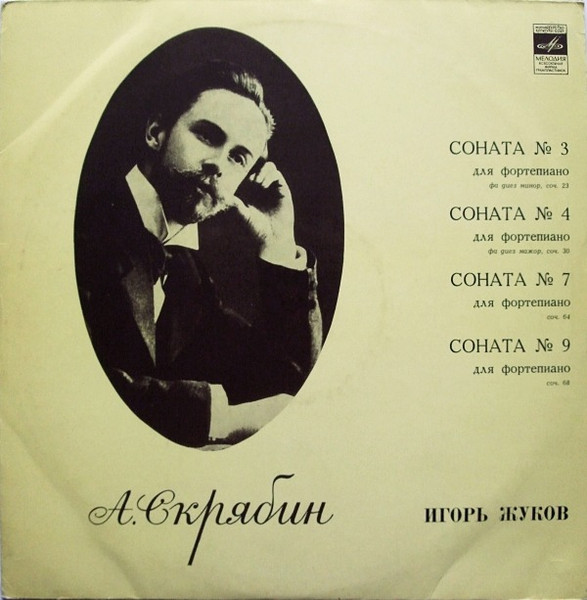 МЕЛОДИЯ
СОНАТА № 3
для фортепиано
фа диез минор, соч. 23
СОНАТА № 4
для фортепиано
фа диез мажор, соч. 30
СОНАТА № 7
для фортепиано
соч. 64
СОНАТА № 9
для фортепиано
соч. 68
А. Скрябин
ИГОРЬ ЖУКОВ